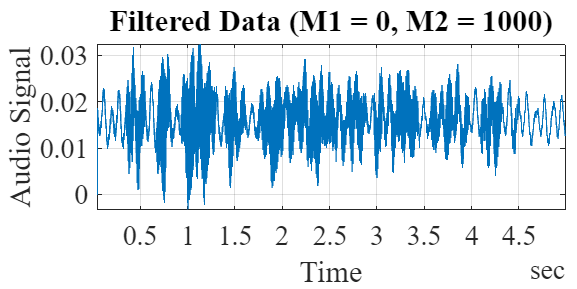 Filtered Data (M1 = 0, M2 = 1000)
Audio Signal
0.03
0.02
0.01
0
0.5 1 1.5 2 2.5 3 3.5 4 4.5
sec
Time